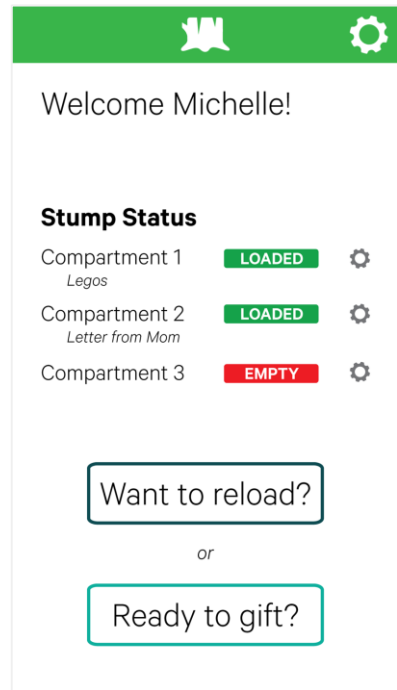 Welcome Michelle!
Stump Status
Compartment 1 LOADED
Legos
Compartment 2 LOADED
Letter from Mom
Compartment 3 EMPTY
Want to reload?
or
Ready to gift?